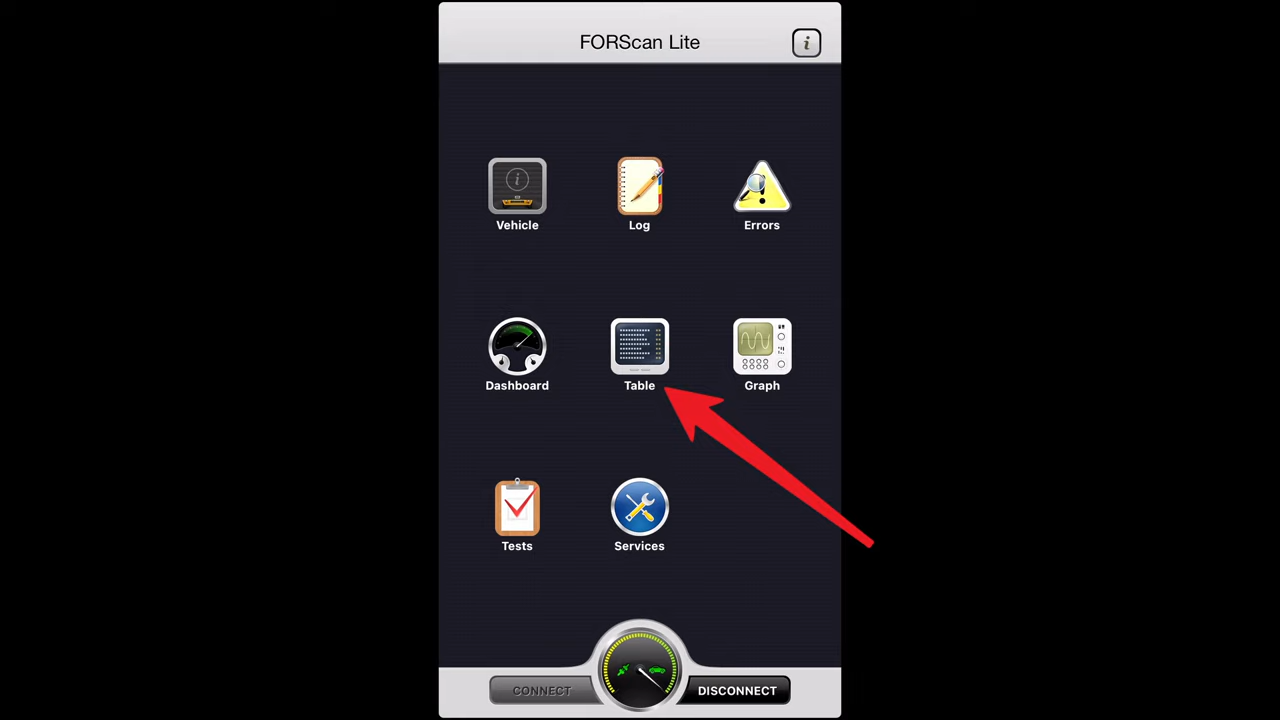 FORScan Lite
i
Vehicle
Log
Errors
Dashboard
Table
Graph
Tests
Services
CONNECT
DISCONNECT